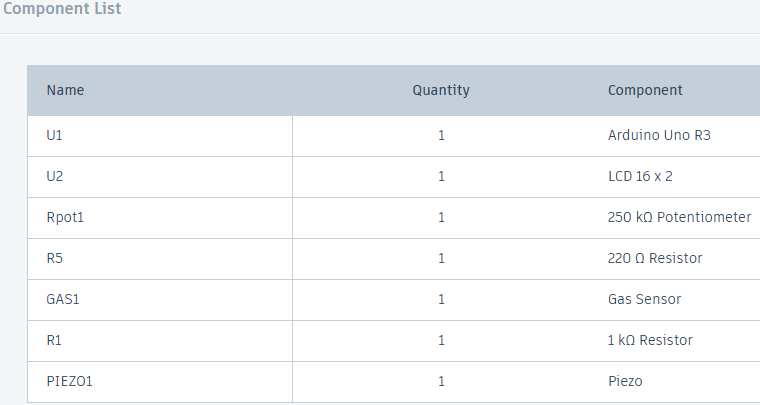 Component List
Name Quantity Component
U1 1 Arduino Uno R3
U2 1 LCD 16 x 2
Rpot1 1 250 kΩ Potentiometer
R5 1 220 Ω Resistor
GAS1 1 Gas Sensor
R1 1 1 kΩ Resistor
PIEZO1 1 Piezo